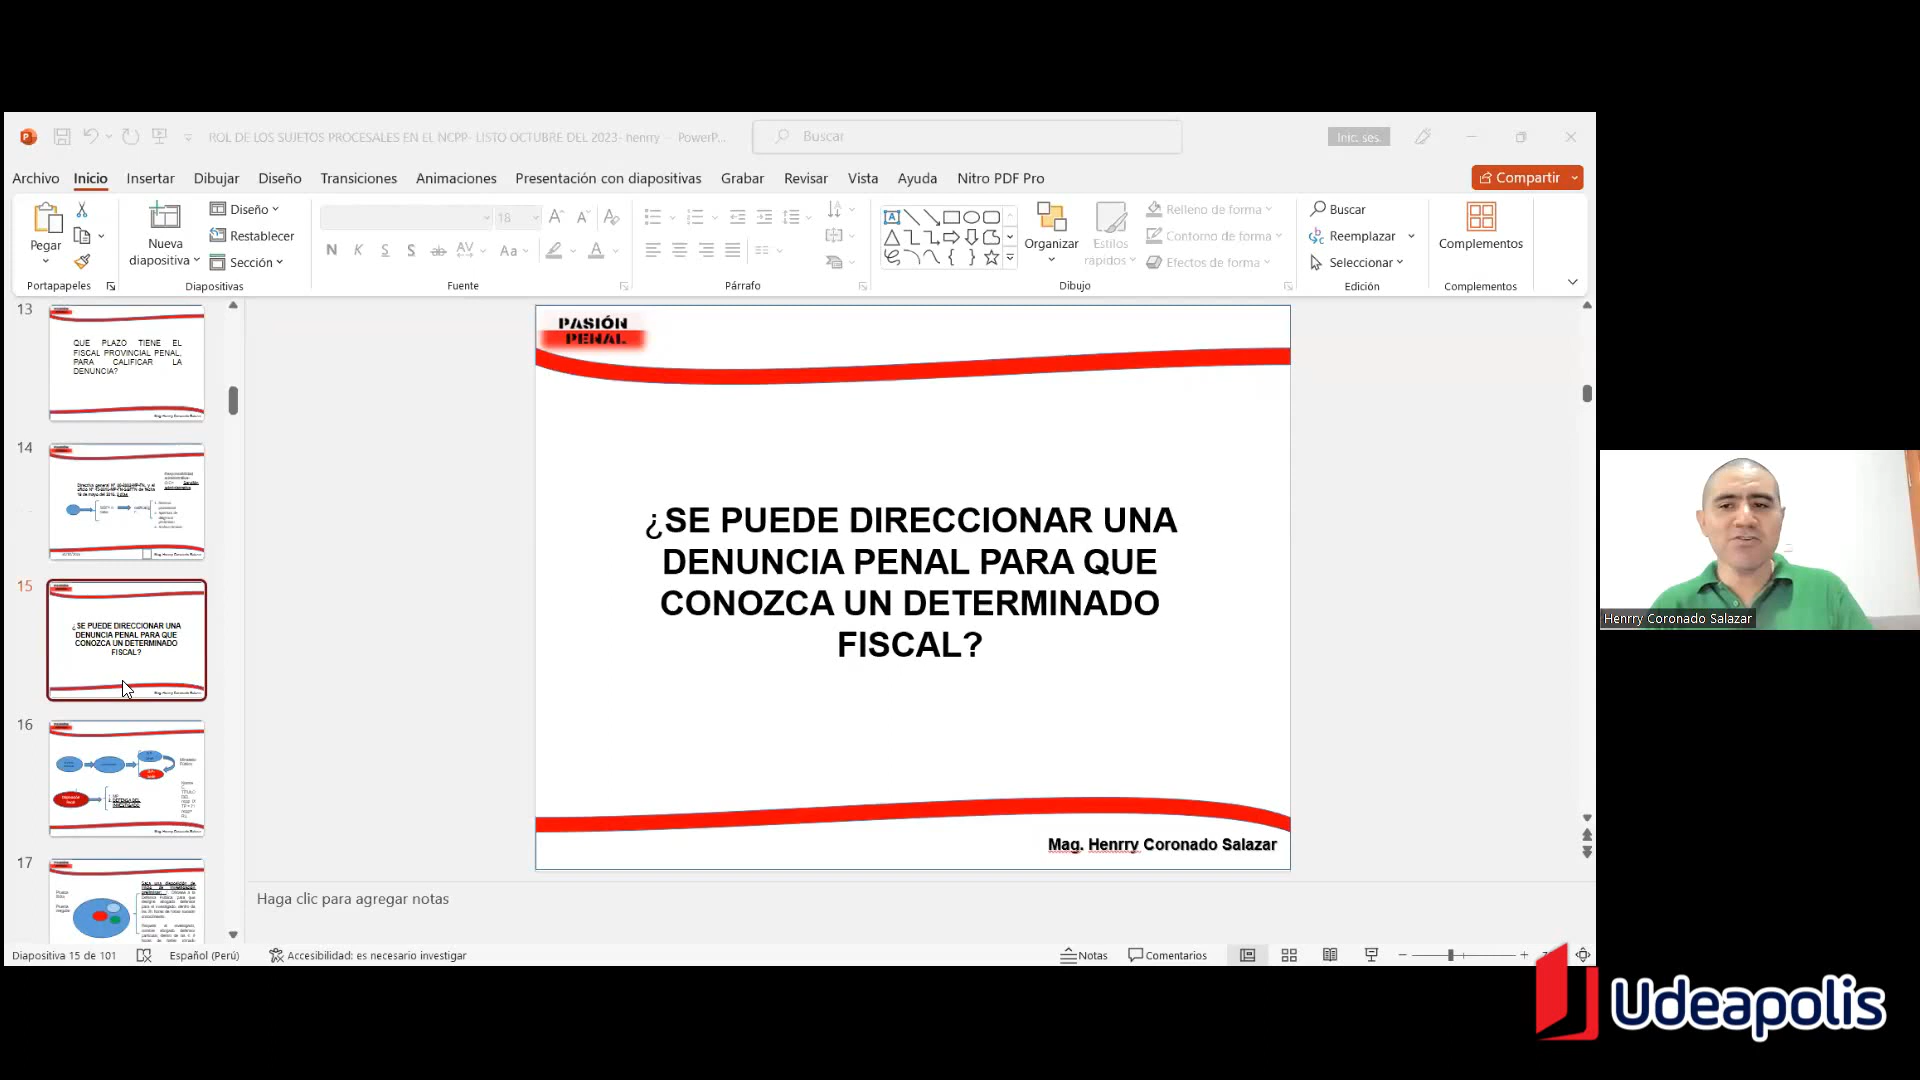 ROL DE LOS SUJETOS PROCESALES EN EL NCPP- LISTO OCTUBRE DEL 2023- henrry - PowerP...
Buscar
Inic. ses.
Archivo
Inicio
Insertar
Dibujar
Diseño
Transiciones
Animaciones
Presentación con diapositivas
Grabar
Revisar
Vista
Ayuda
Nitro PDF Pro
Compartir
Pegar
Nueva
diapositiva
Diseño
Restablecer
Sección
18
N K S S ab AV Aa A
Organizar
Estilos
rápidos
Relleno de forma
Contorno de forma
Efectos de forma
Buscar
Reemplazar
Seleccionar
Complementos
Portapapeles
Diapositivas
Fuente
Párrafo
Dibujo
Edición
Complementos
13
QUE PLAZO TIENE EL
FISCAL PROVINCIAL PENAL,
PARA CALIFICAR LA
DENUNCIA?
14
15
¿SE PUEDE DIRECCIONAR UNA
DENUNCIA PENAL PARA QUE
CONOZCA UN DETERMINADO
FISCAL?
16
17
PASIÓN
PENAL
¿SE PUEDE DIRECCIONAR UNA
DENUNCIA PENAL PARA QUE
CONOZCA UN DETERMINADO
FISCAL?
Mag. Henrry Coronado Salazar
Haga clic para agregar notas
Diapositiva 15 de 101
Español (Perú)
Accesibilidad: es necesario investigar
Notas
Comentarios
Henrry Coronado Salazar
Udeapolis